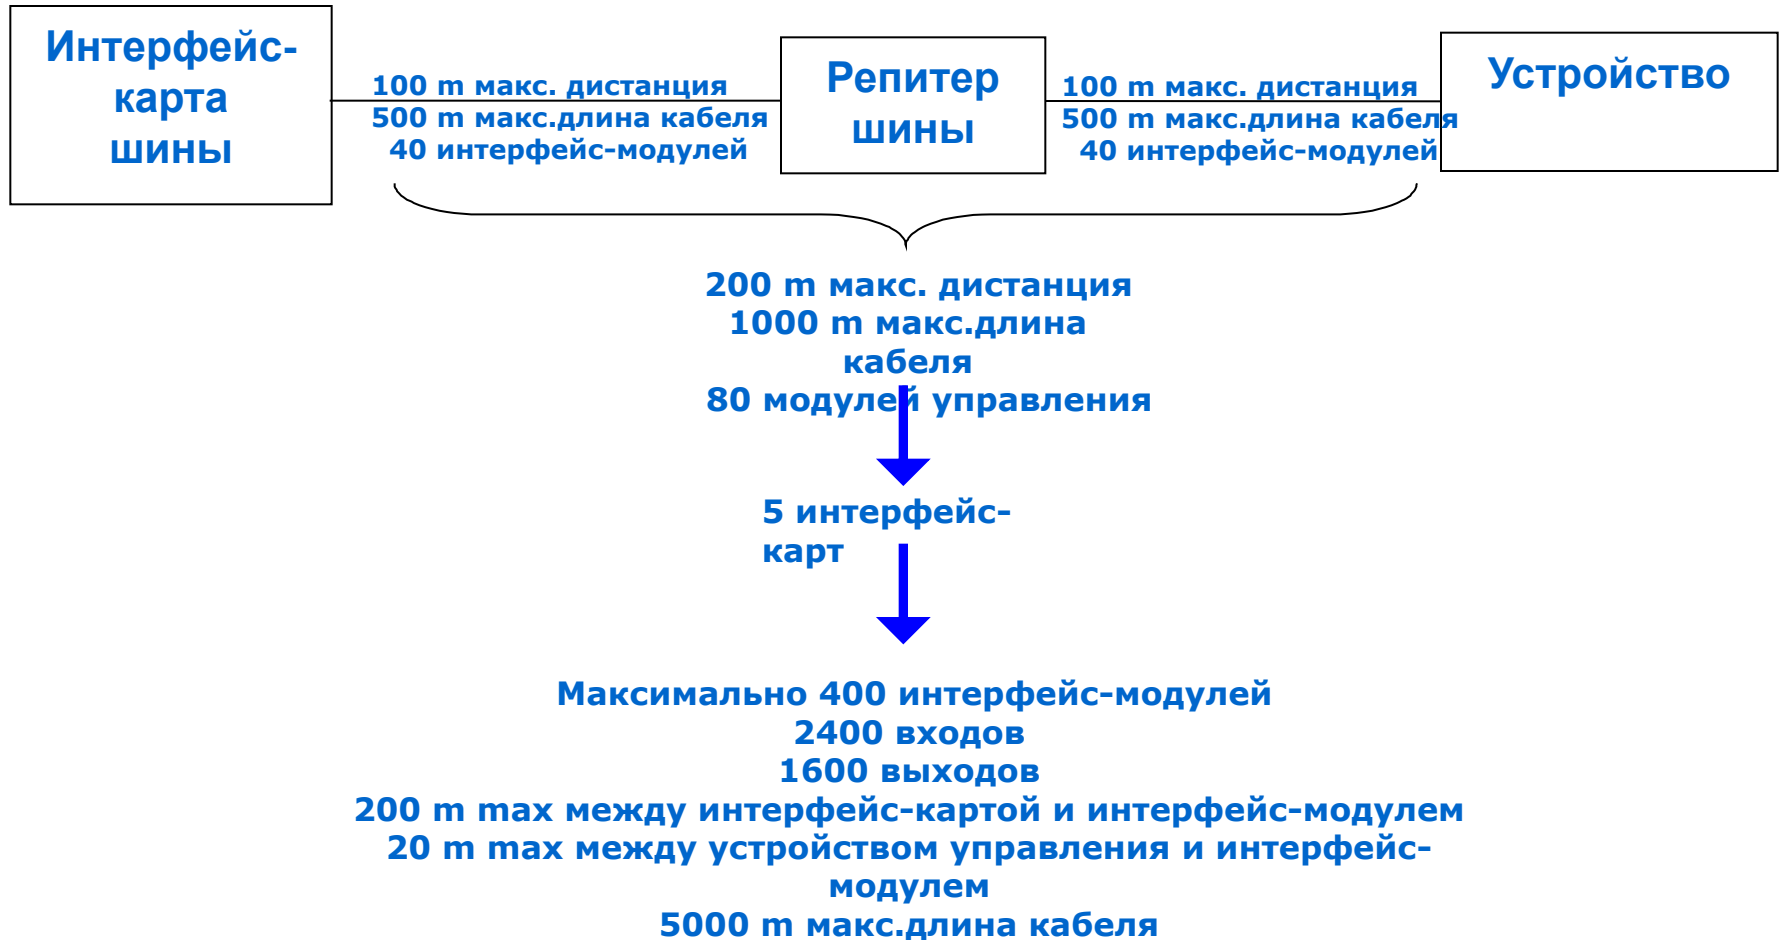 Интерфейс-
карта
шины
100 m макс. дистанция
500 m макс.длина кабеля
40 интерфейс-модулей
Репитер
шины
100 m макс. дистанция
500 m макс.длина кабеля
40 интерфейс-модулей
Устройство
200 m макс. дистанция
1000 m макс.длина
кабеля
80 модулей управления
5 интерфейс-
карт
Максимально 400 интерфейс-модулей
2400 входов
1600 выходов
200 m max между интерфейс-картой и интерфейс-модулем
20 m max между устройством управления и интерфейс-
модулем
5000 m макс.длина кабеля